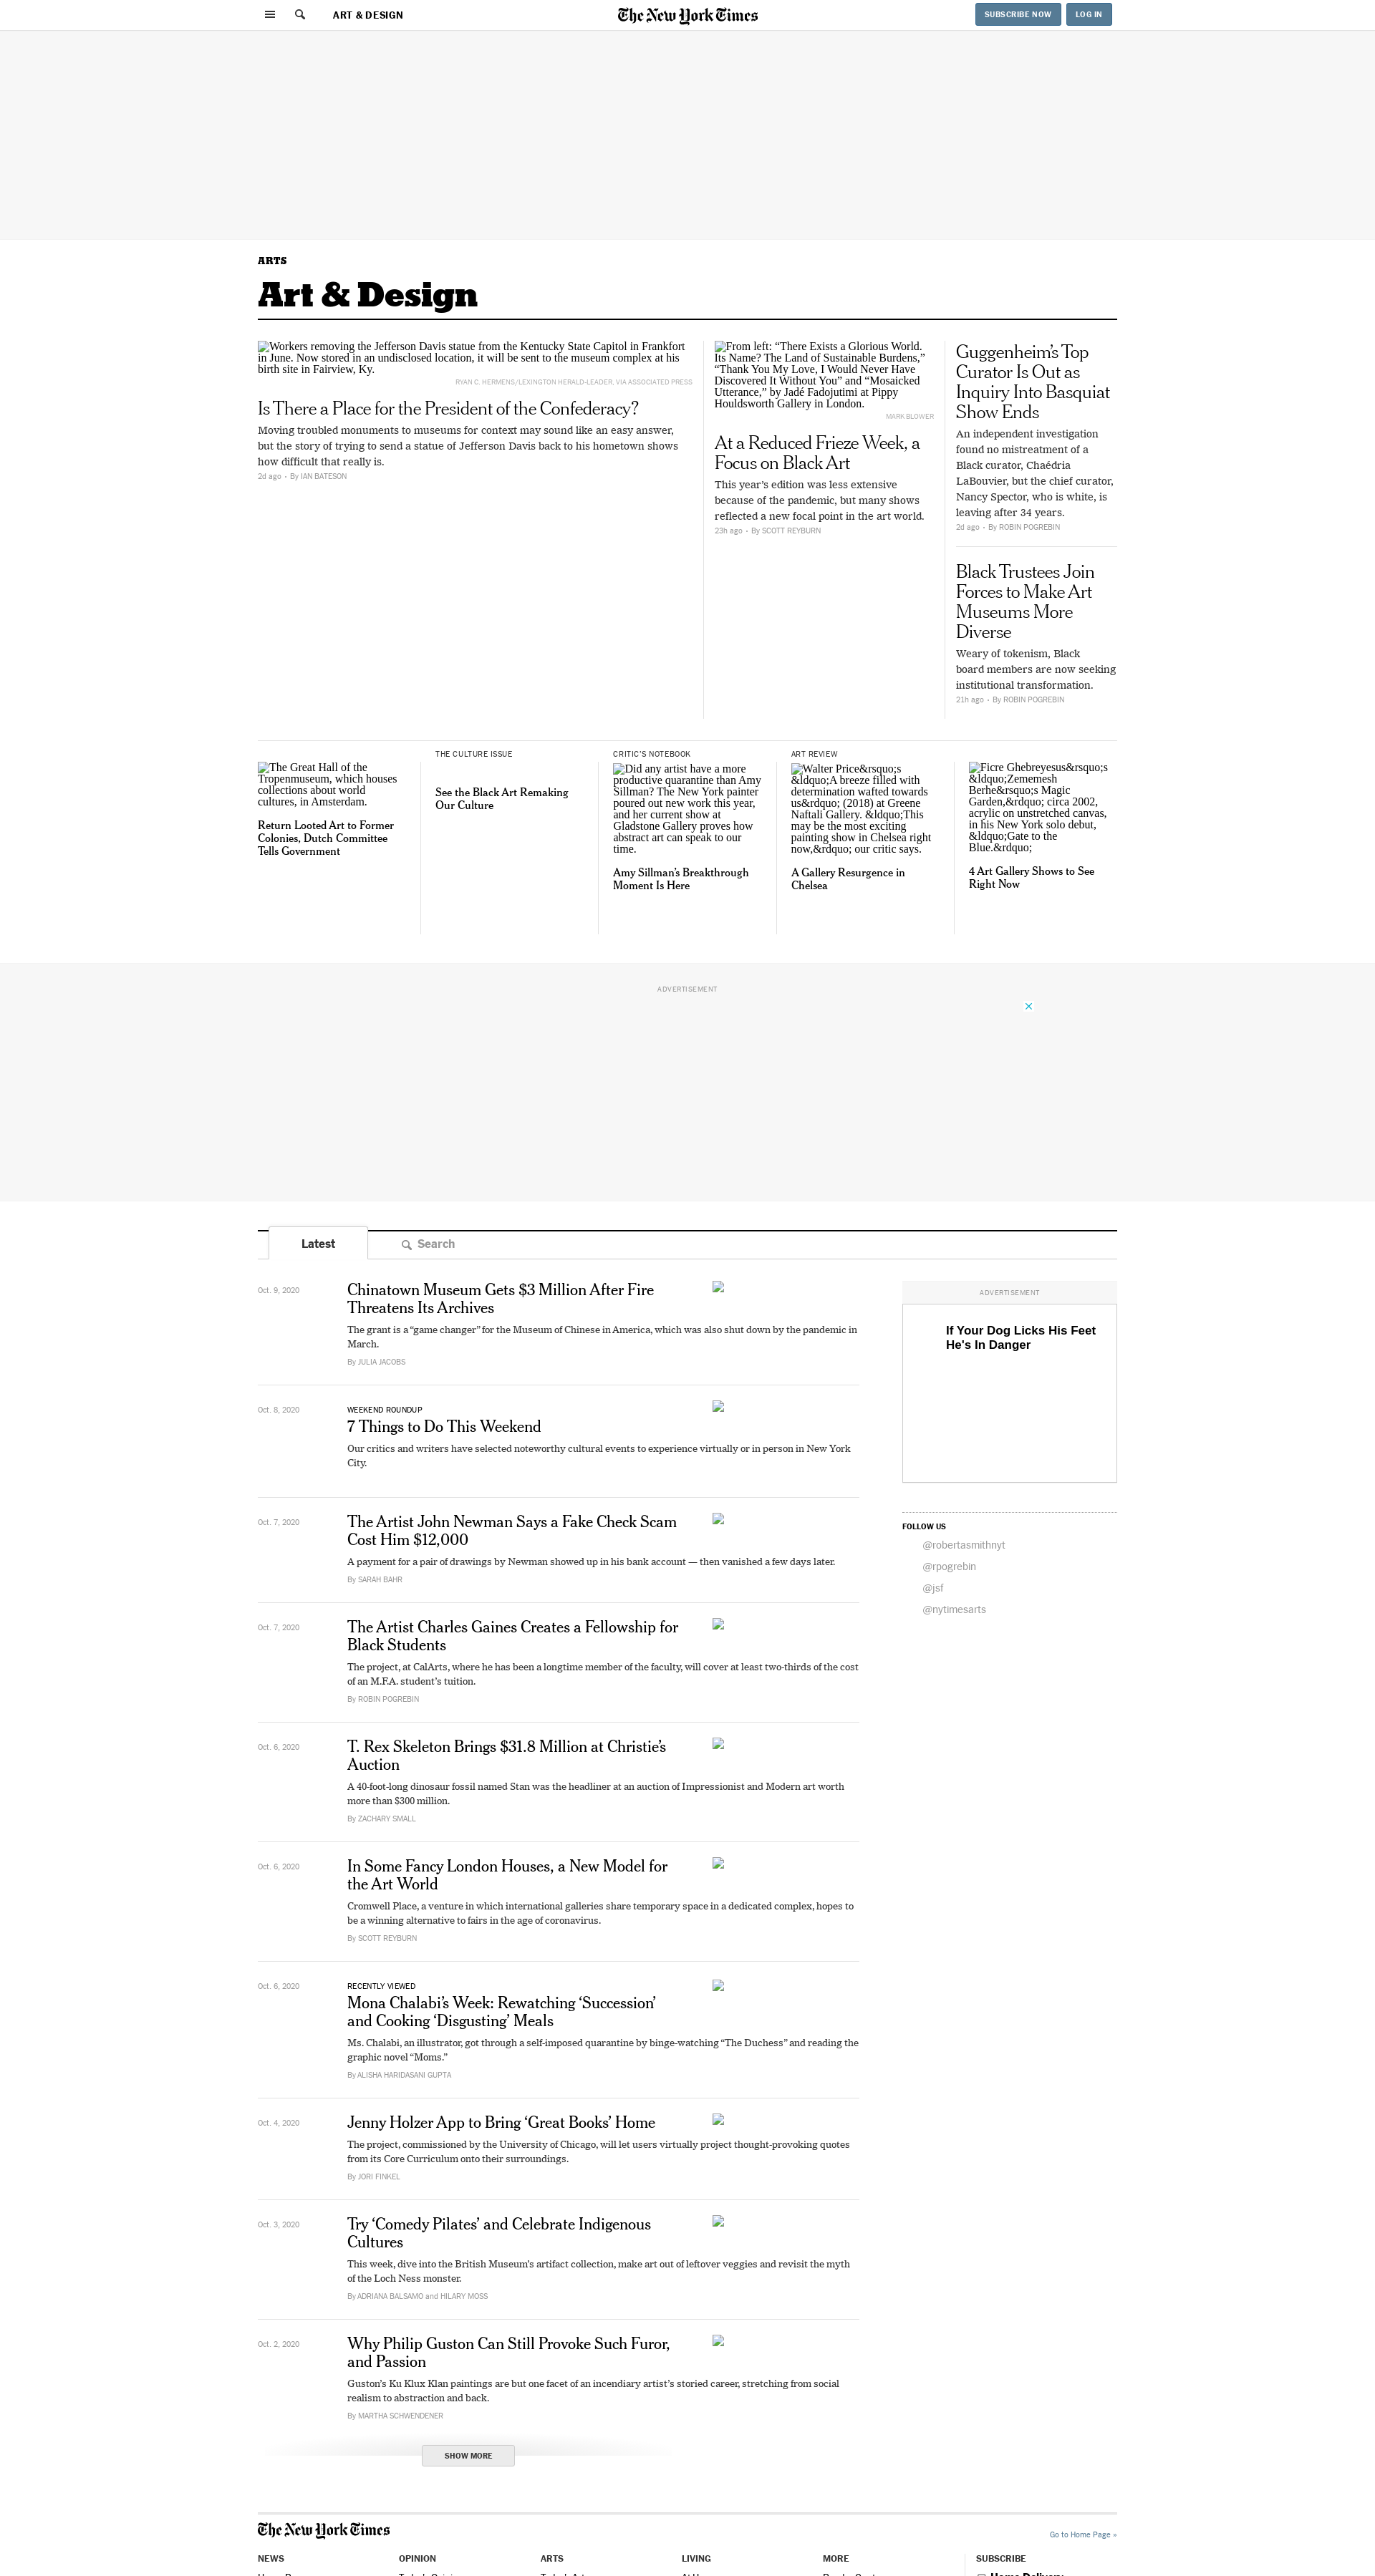 ART & DESIGN
The New York Times
SUBSCRIBE NOW
LOG IN
ARTS
Art & Design
Workers removing the Jefferson Davis statue from the Kentucky State Capitol in Frankfort
in June. Now stored in an undisclosed location, it will be sent to the museum complex at his
birth site in Fairview, Ky.
RYAN C. HERMENS/LEXINGTON HERALD-LEADER, VIA ASSOCIATED PRESS
Is There a Place for the President of the Confederacy?
Moving troubled monuments to museums for context may sound like an easy answer,
but the story of trying to send a statue of Jefferson Davis back to his hometown shows
how difficult that really is.
2d ago • By IAN BATESON
From left: “There Exists a Glorious World.
Its Name? The Land of Sustainable Burdens,”
“Thank You My Love, I Would Never Have
Discovered It Without You” and “Mosaicked
Utterance,” by Jadé Fadojutimi at Pippy
Houldsworth Gallery in London.
MARK BLOWER
At a Reduced Frieze Week, a
Focus on Black Art
This year’s edition was less extensive
because of the pandemic, but many shows
reflected a new focal point in the art world.
23h ago • By SCOTT REYBURN
Guggenheim’s Top
Curator Is Out as
Inquiry Into Basquiat
Show Ends
An independent investigation
found no mistreatment of a
Black curator, Chaédria
LaBouvier, but the chief curator,
Nancy Spector, who is white, is
leaving after 34 years.
2d ago • By ROBIN POGREBIN
Black Trustees Join
Forces to Make Art
Museums More
Diverse
Weary of tokenism, Black
board members are now seeking
institutional transformation.
21h ago • By ROBIN POGREBIN
The Great Hall of the
Tropenmuseum, which houses
collections about world
cultures, in Amsterdam.
Return Looted Art to Former
Colonies, Dutch Committee
Tells Government
THE CULTURE ISSUE
See the Black Art Remaking
Our Culture
CRITIC’S NOTEBOOK
Did any artist have a more
productive quarantine than Amy
Sillman? The New York painter
poured out new work this year,
and her current show at
Gladstone Gallery proves how
abstract art can speak to our
time.
Amy Sillman’s Breakthrough
Moment Is Here
ART REVIEW
Walter Price&rsquo;s
&ldquo;A breeze filled with
determination wafted towards
us&rdquo; (2018) at Greene
Naftali Gallery. &ldquo;This
may be the most exciting
painting show in Chelsea right
now,&rdquo; our critic says.
A Gallery Resurgence in
Chelsea
Ficre Ghebreyesus&rsquo;s
&ldquo;Zememesh
Berhe&rsquo;s Magic
Garden,&rdquo; circa 2002,
acrylic on unstretched canvas,
in his New York solo debut,
&ldquo;Gate to the
Blue.&rdquo;
4 Art Gallery Shows to See
Right Now
ADVERTISEMENT
Latest
Search
Oct. 9, 2020
Chinatown Museum Gets $3 Million After Fire
Threatens Its Archives
The grant is a “game changer” for the Museum of Chinese in America, which was also shut down by the pandemic in
March.
By JULIA JACOBS
Oct. 8, 2020
WEEKEND ROUNDUP
7 Things to Do This Weekend
Our critics and writers have selected noteworthy cultural events to experience virtually or in person in New York
City.
Oct. 7, 2020
The Artist John Newman Says a Fake Check Scam
Cost Him $12,000
A payment for a pair of drawings by Newman showed up in his bank account — then vanished a few days later.
By SARAH BAHR
Oct. 7, 2020
The Artist Charles Gaines Creates a Fellowship for
Black Students
The project, at CalArts, where he has been a longtime member of the faculty, will cover at least two-thirds of the cost
of an M.F.A. student’s tuition.
By ROBIN POGREBIN
Oct. 6, 2020
T. Rex Skeleton Brings $31.8 Million at Christie’s
Auction
A 40-foot-long dinosaur fossil named Stan was the headliner at an auction of Impressionist and Modern art worth
more than $300 million.
By ZACHARY SMALL
Oct. 6, 2020
In Some Fancy London Houses, a New Model for
the Art World
Cromwell Place, a venture in which international galleries share temporary space in a dedicated complex, hopes to
be a winning alternative to fairs in the age of coronavirus.
By SCOTT REYBURN
Oct. 6, 2020
RECENTLY VIEWED
Mona Chalabi’s Week: Rewatching ‘Succession’
and Cooking ‘Disgusting’ Meals
Ms. Chalabi, an illustrator, got through a self-imposed quarantine by binge-watching “The Duchess” and reading the
graphic novel “Moms.”
By ALISHA HARIDASANI GUPTA
Oct. 4, 2020
Jenny Holzer App to Bring ‘Great Books’ Home
The project, commissioned by the University of Chicago, will let users virtually project thought-provoking quotes
from its Core Curriculum onto their surroundings.
By JORI FINKEL
Oct. 3, 2020
Try ‘Comedy Pilates’ and Celebrate Indigenous
Cultures
This week, dive into the British Museum’s artifact collection, make art out of leftover veggies and revisit the myth
of the Loch Ness monster.
By ADRIANA BALSAMO and HILARY MOSS
Oct. 2, 2020
Why Philip Guston Can Still Provoke Such Furor,
and Passion
Guston’s Ku Klux Klan paintings are but one facet of an incendiary artist’s storied career, stretching from social
realism to abstraction and back.
By MARTHA SCHWENDENER
SHOW MORE
ADVERTISEMENT
If Your Dog Licks His Feet
He's In Danger
FOLLOW US
@robertasmithnyt
@rpogrebin
@jsf
@nytimesarts
The New York Times
Go to Home Page »
NEWS
OPINION
ARTS
LIVING
MORE
SUBSCRIBE